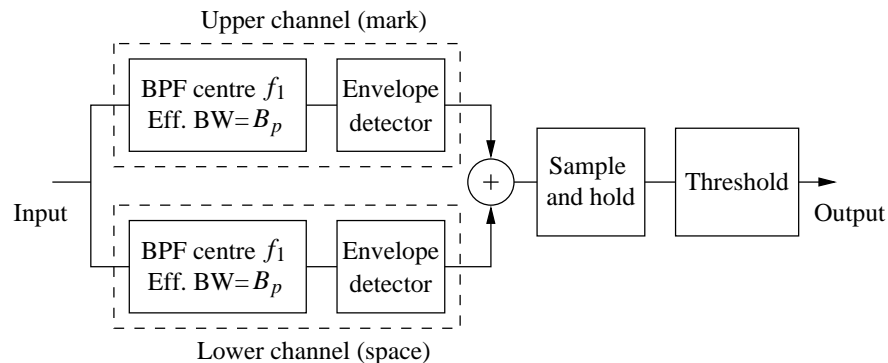 Upper channel (mark)
BPF centre f1
Eff. BW=Bp
Envelope
detector
Input
+
Sample
and hold
Threshold
Output
BPF centre f1
Eff. BW=Bp
Envelope
detector
Lower channel (space)